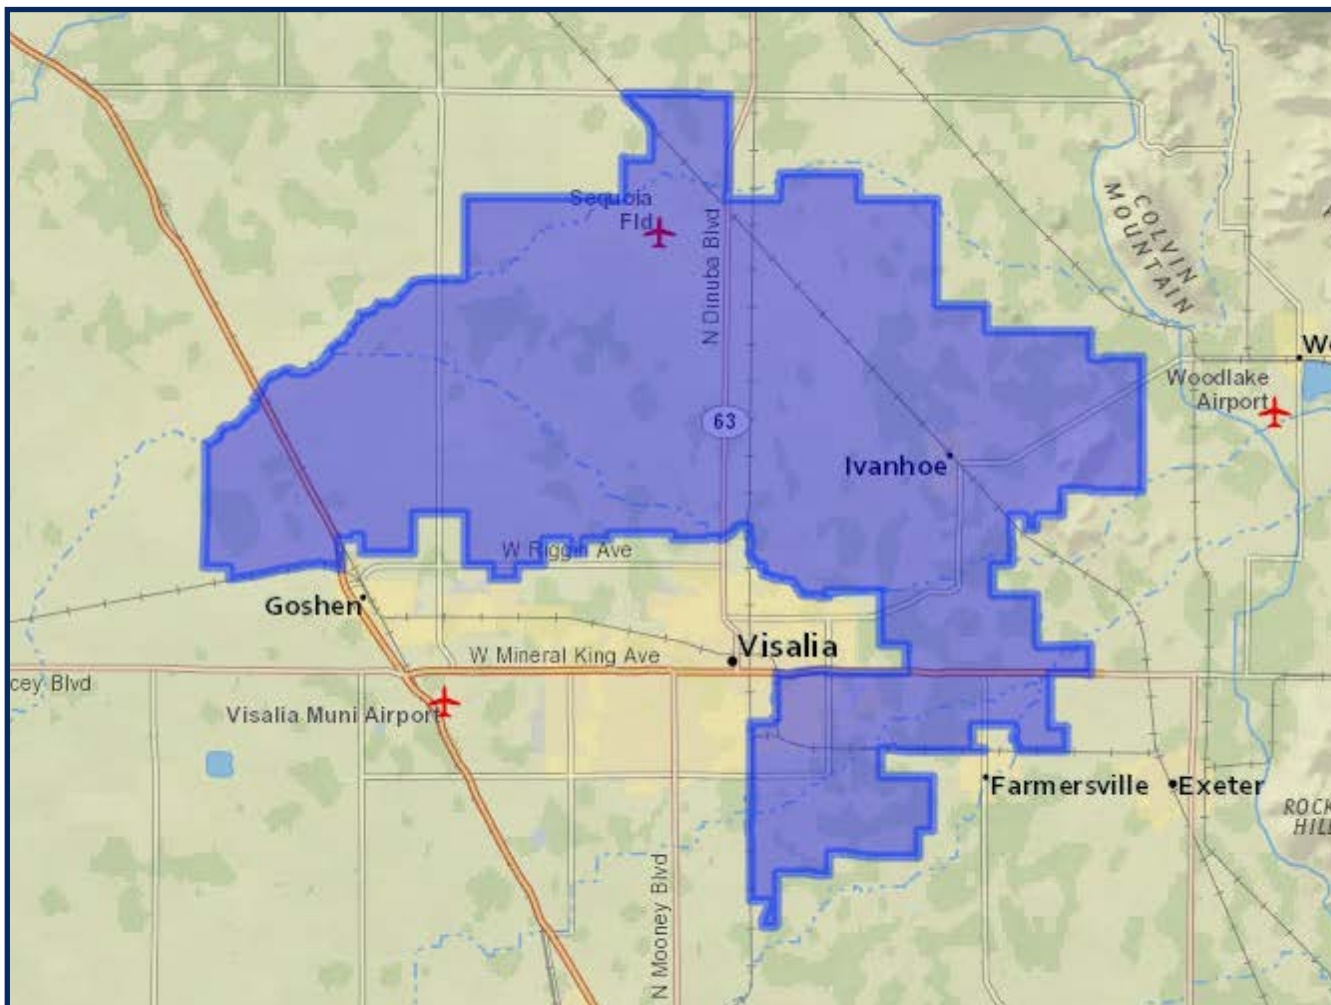 Sequoia
Fld
N Dinuba Blvd
COLVIN
MOUNTAIN
63
Woodlake
Airport
Ivanhoe
W Riggin Ave
Goshen
Visalia
W Mineral King Ave
cey Blvd
Visalia Muni Airport
Farmersville
Exeter
N Mooney Blvd